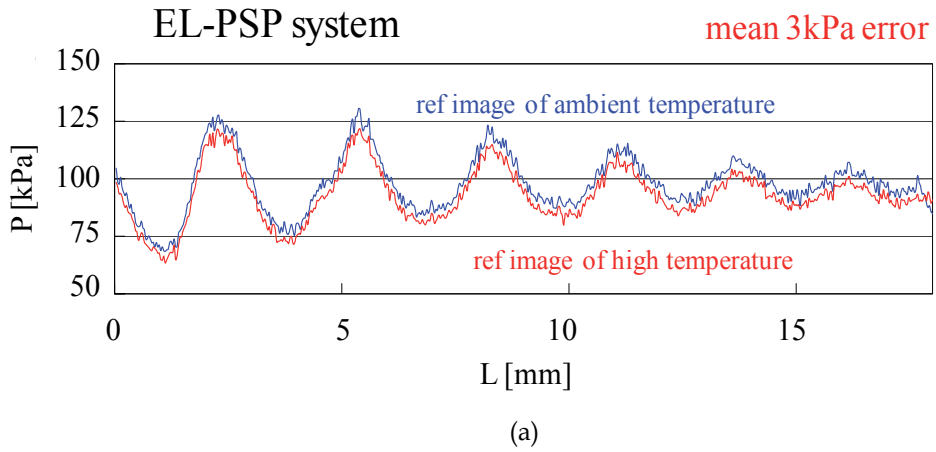 EL-PSP system
mean 3kPa error
150
125
100
75
50
P [kPa]
ref image of ambient temperature
ref image of high temperature
0
5
10
15
L [mm]
(a)